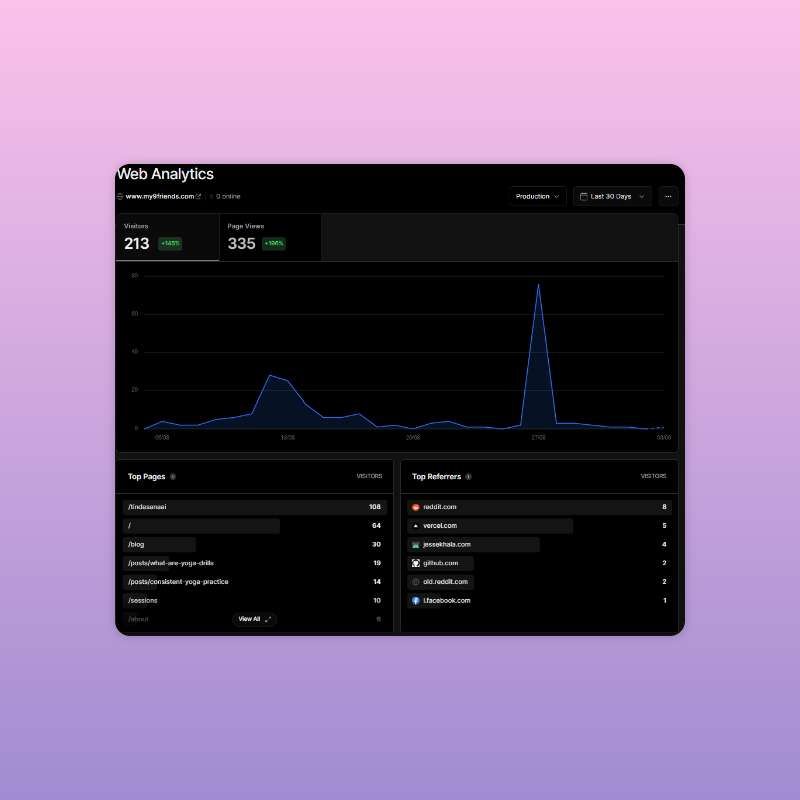 Web Analytics
www.my9friends.com 0 online
Production Last 30 Days
Visitors Page Views
213 +145% 335 +196%
80
60
40
20
0
06/08 13/08 20/08 27/08 03/09
Top Pages VISITORS
/lindasanaei 108
/ 64
/blog 30
/posts/what-are-yoga-drills 19
/posts/consistent-yoga-practice 14
/sessions 10
/about 6
View All
Top Referrers VISITORS
reddit.com 8
vercel.com 5
jessekhala.com 4
github.com 2
old.reddit.com 2
l.facebook.com 1